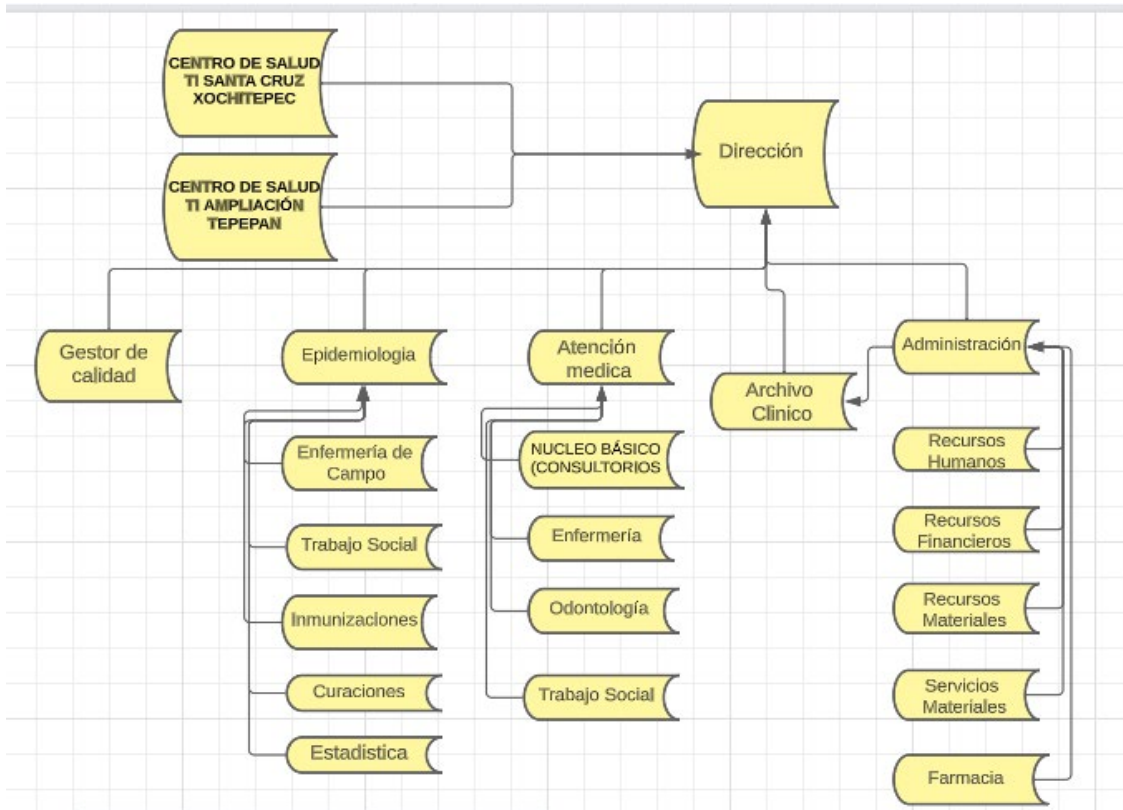 CENTRO DE SALUD
TI SANTA CRUZ
XOCHITEPEC
Dirección
CENTRO DE SALUD
TI AMPLIACIÓN
TEPEPAN
Gestor de
calidad
Epidemiologia
Atención
medica
Archivo
Clinico
Administración
Enfermería de
Campo
Trabajo Social
Inmunizaciones
Curaciones
Estadistica
NUCLEO BÁSICO
(CONSULTORIOS
Enfermería
Odontología
Trabajo Social
Recursos
Humanos
Recursos
Financieros
Recursos
Materiales
Servicios
Materiales
Farmacia